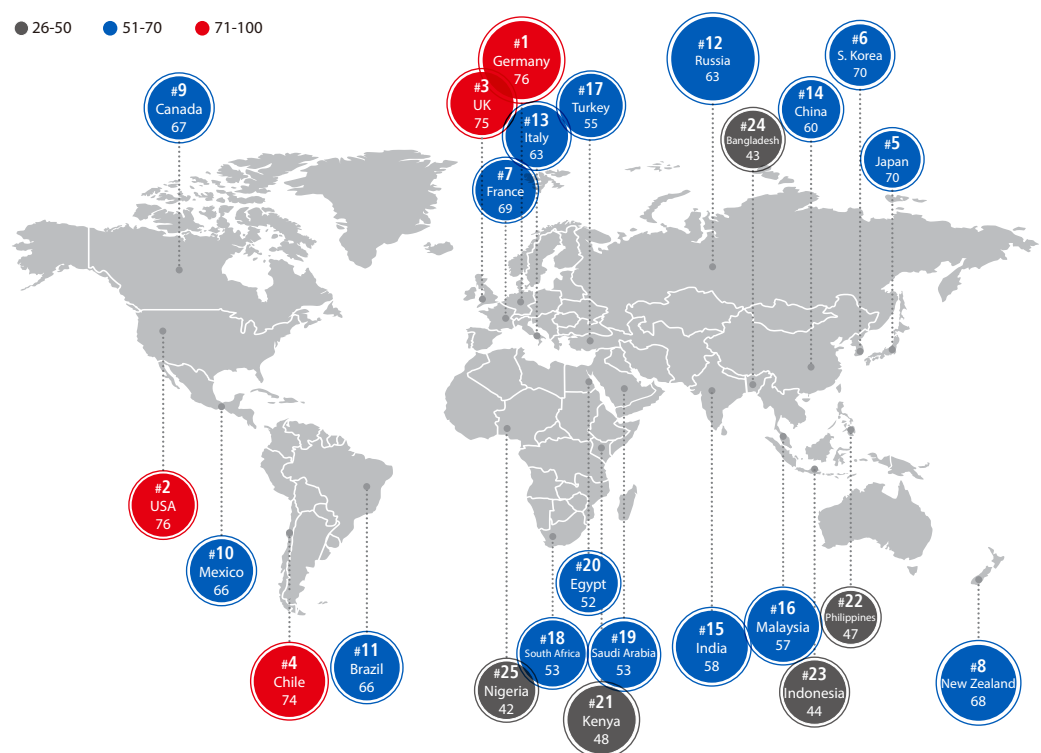 26-50
51-70
71-100
#1
Germany
76
#3
UK
75
#12
Russia
63
#6
S. Korea
70
#9
Canada
67
#13
Italy
63
#17
Turkey
55
#14
China
60
#24
Bangladesh
43
#5
Japan
70
#7
France
69
#2
USA
76
#10
Mexico
66
#4
Chile
74
#11
Brazil
66
#20
Egypt
52
#18
South Africa
53
#19
Saudi Arabia
53
#25
Nigeria
42
#21
Kenya
48
#15
India
58
#16
Malaysia
57
#22
Philippines
47
#23
Indonesia
44
#8
New Zealand
68